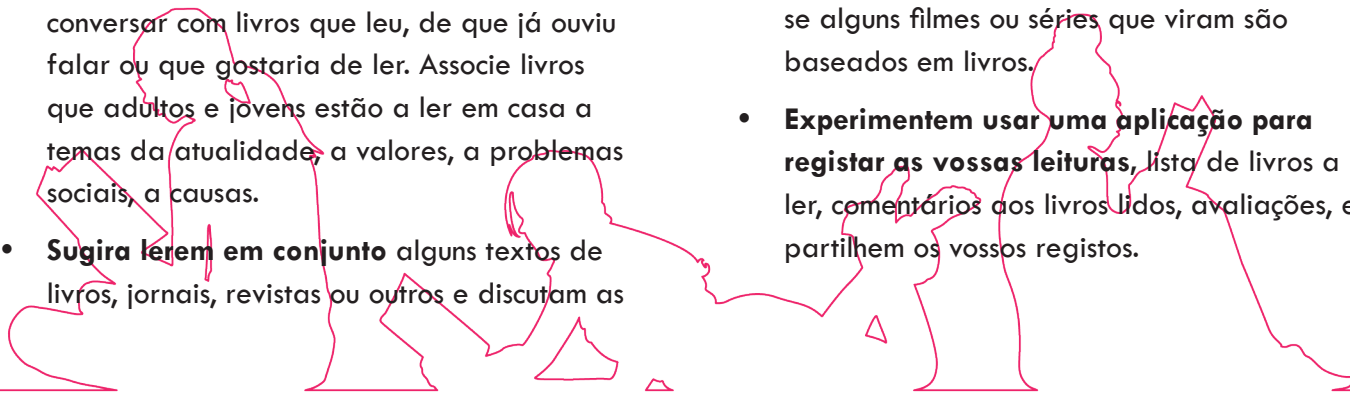 conversar com livros que leu, de que já ouviu
falar ou que gostaria de ler. Associe livros
que adultos e jovens estão a ler em casa a
temas da atualidade, a valores, a problemas
sociais, a causas.
• Sugira lerem em conjunto alguns textos de
livros, jornais, revistas ou outros e discutam as
se alguns filmes ou séries que viram são
baseados em livros.
• Experimentem usar uma aplicação para
registar as vossas leituras, lista de livros a
ler, comentários aos livros lidos, avaliações, e
partilhem os vossos registos.